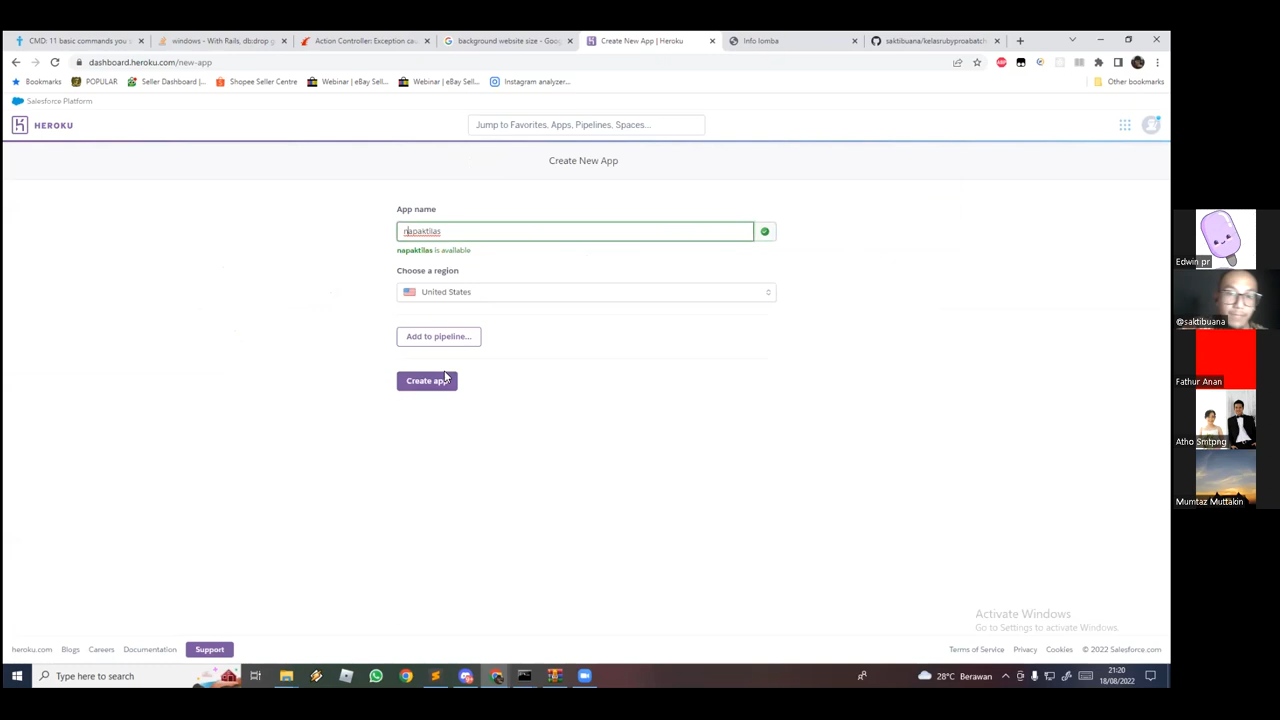 CMD: 11 basic commands you s
windows - With Rails, db:drop g
Action Controller: Exception cau
background website size - Goog
Create New App | Heroku
Info lomba
saktibuana/kelasrubyproabatch
dashboard.heroku.com/new-app
Bookmarks
POPULAR
Seller Dashboard |...
Shopee Seller Centre
Webinar | eBay Sell...
Webinar | eBay Sell...
Instagram analyzer...
Other bookmarks
Salesforce Platform
HEROKU
Jump to Favorites, Apps, Pipelines, Spaces...
Create New App
App name
napaktilas
napaktilas is available
Choose a region
United States
Add to pipeline...
Create app
Edwin pr
@saktibuana
Fathur Anan
Atho Smtpng
Mumtaz Muttakin
Activate Windows
Go to Settings to activate Windows.
heroku.com
Blogs
Careers
Documentation
Support
Terms of Service
Privacy
Cookies
© 2022 Salesforce.com
Type here to search
28°C Berawan
21:20
18/08/2022